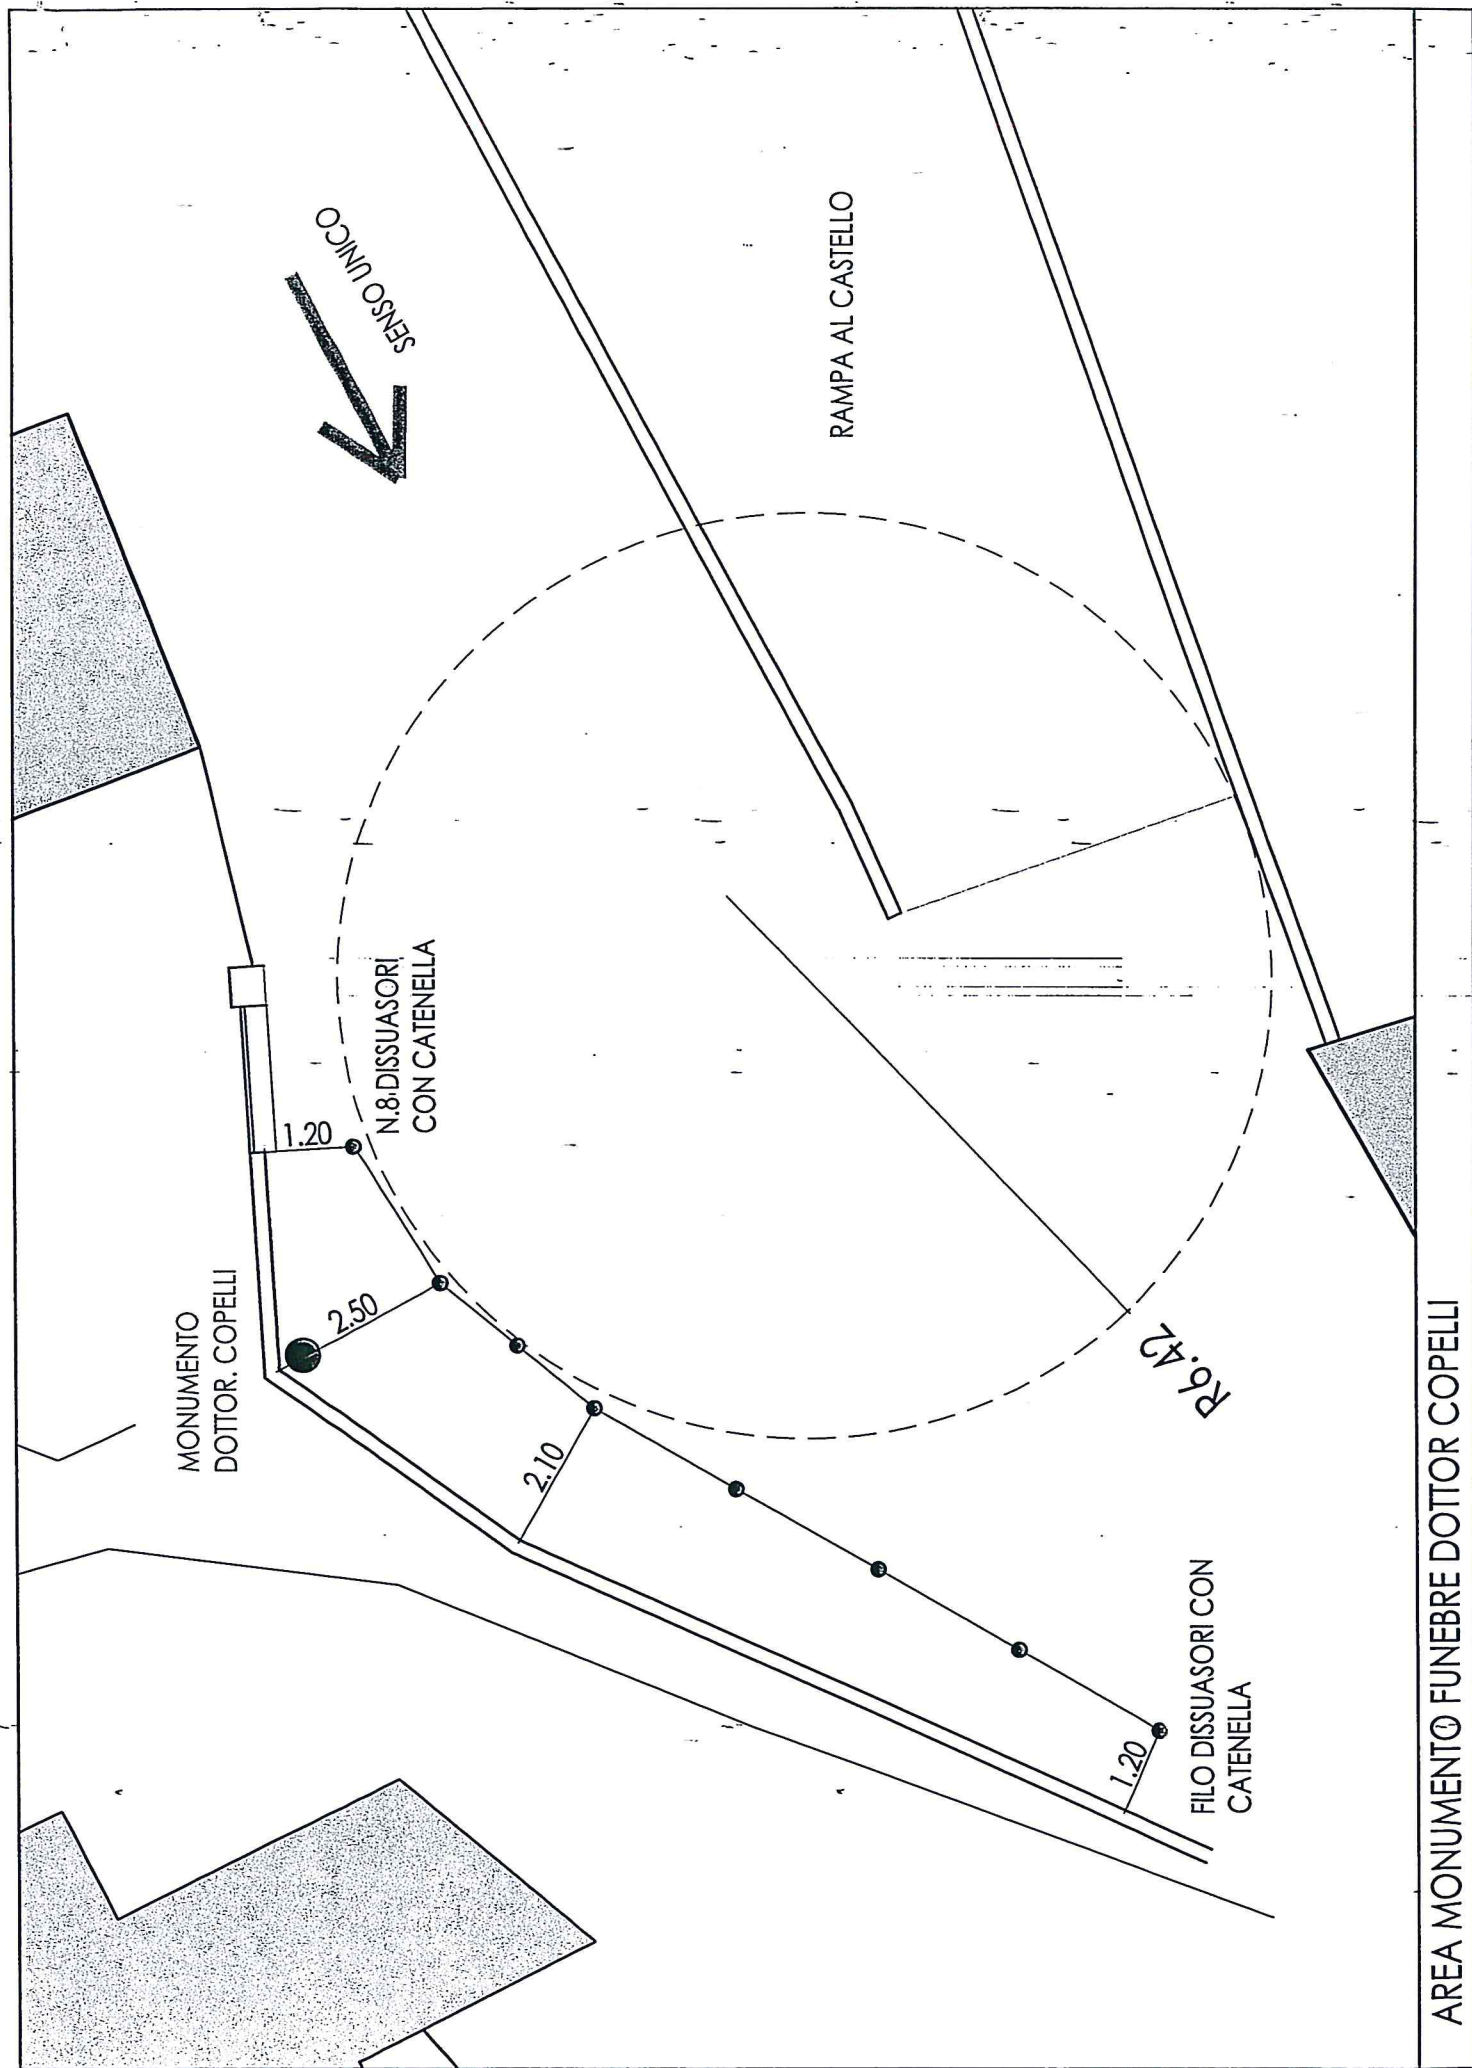 MONUMENTO
DOTTOR. COPELLI
SENSO UNICO
RAMPA AL CASTELLO
N.8 DISSUASORI
CON CATENELLA
1.20
2.50
2.10
1.20
R6.42
FILO DISSUASORI CON
CATENELLA
AREA MONUMENTO FUNEBRE DOTTOR COPELLI